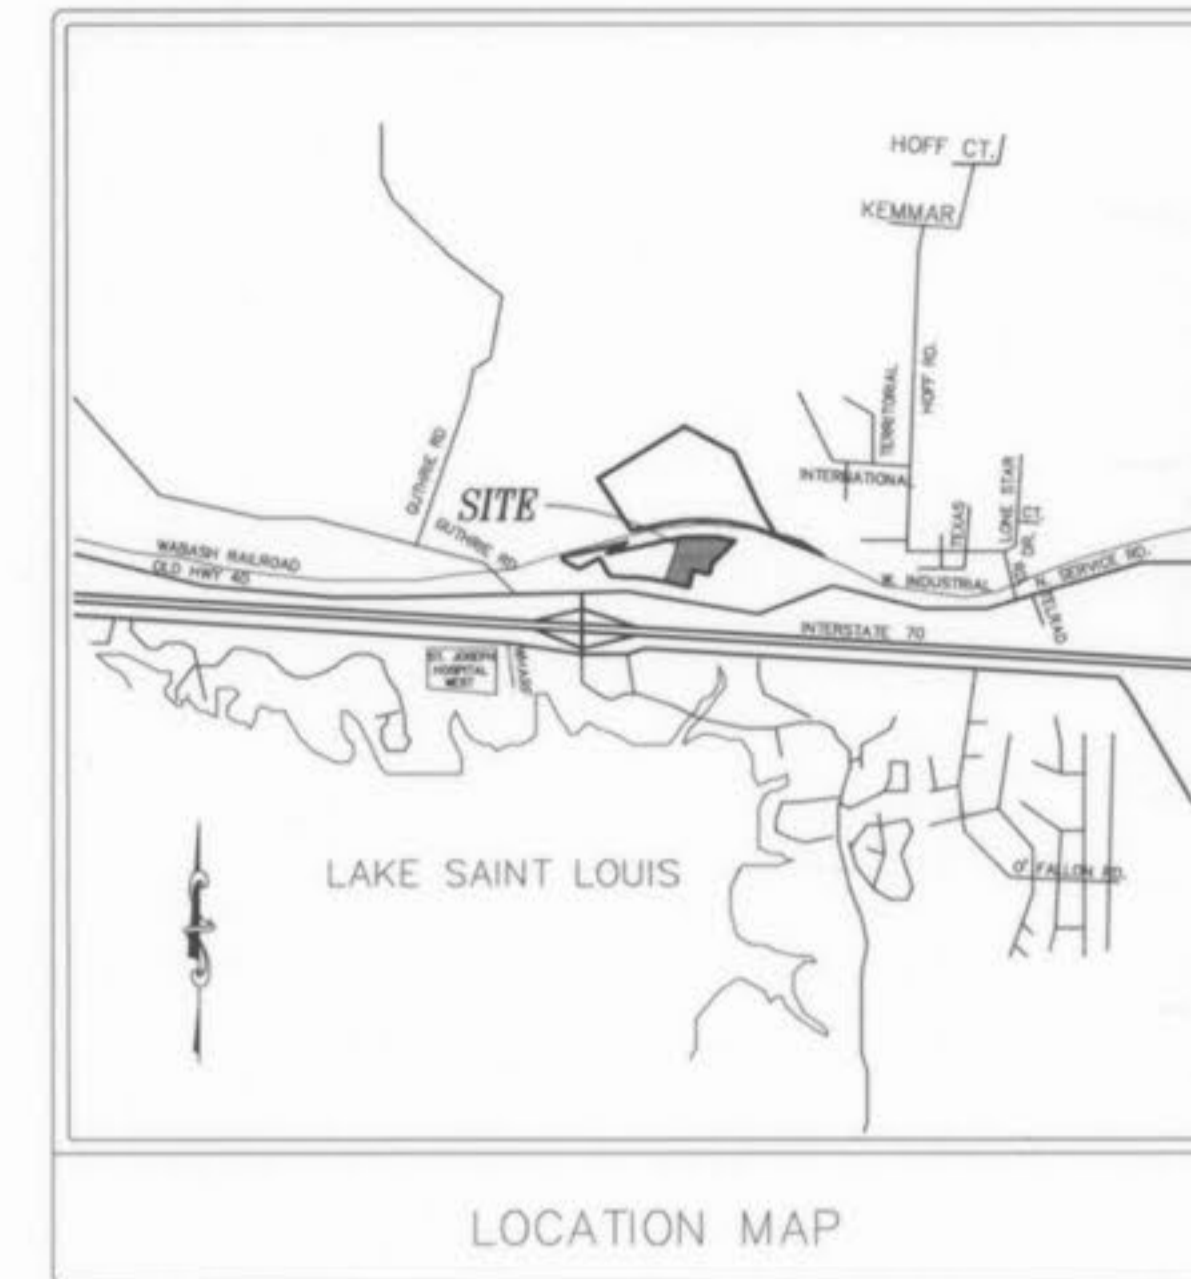 HOFF CT.
KEMMAR
HOFF RD.
TERRITORIAL
INTERNATIONAL
GUTHRIE RD
SITE
GUTHRIE RD
LONE STAR
TEXAS
CT.
DR.
WABASH RAILROAD
OLD HWY 40
W. INDUSTRIAL
N. SERVICE RD.
INTERSTATE 70
ST. JOSEPH
HOSPITAL
WEST
LAKE SAINT LOUIS
O' FALLON RD.
LOCATION MAP